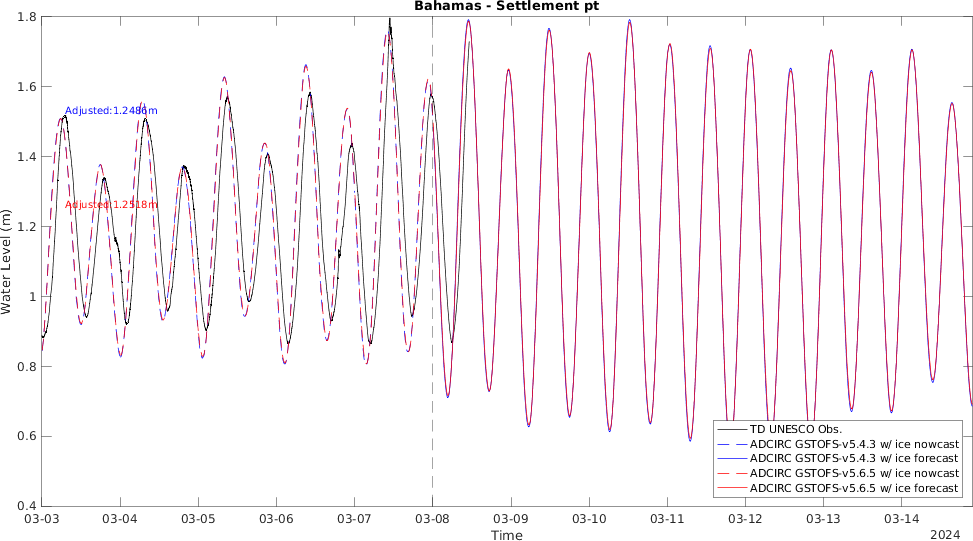 Bahamas - Settlement pt
1.8
1.6
1.4
1.2
1
0.8
0.6
0.4
Water Level (m)
Adjusted:1.2486m
Adjusted:1.2518m
TD UNESCO Obs.
ADCIRC GSTOFS-v5.4.3 w/ ice nowcast
ADCIRC GSTOFS-v5.4.3 w/ ice forecast
ADCIRC GSTOFS-v5.6.5 w/ ice nowcast
ADCIRC GSTOFS-v5.6.5 w/ ice forecast
03-03 03-04 03-05 03-06 03-07 03-08 03-09 03-10 03-11 03-12 03-13 03-14
Time
2024